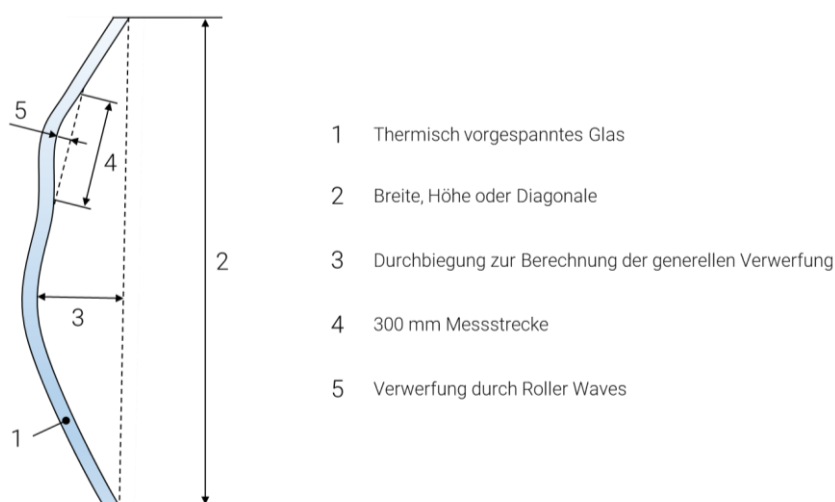 5
4
2
3
1
1 Thermisch vorgespanntes Glas
2 Breite, Höhe oder Diagonale
3 Durchbiegung zur Berechnung der generellen Verwerfung
4 300 mm Messstrecke
5 Verwerfung durch Roller Waves